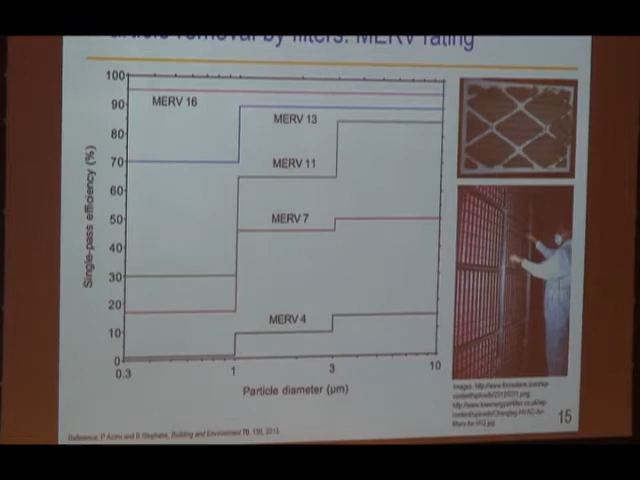 article removal by filters: MERV rating
100
90
80
70
60
50
40
30
20
10
0
Single-pass efficiency (%)
MERV 16
MERV 13
MERV 11
MERV 7
MERV 4
0.3
1
3
10
Particle diameter (μm)
Images:
15
Reference: P Azimi and B Stephens, Building and Environment 70, 150, 2013.